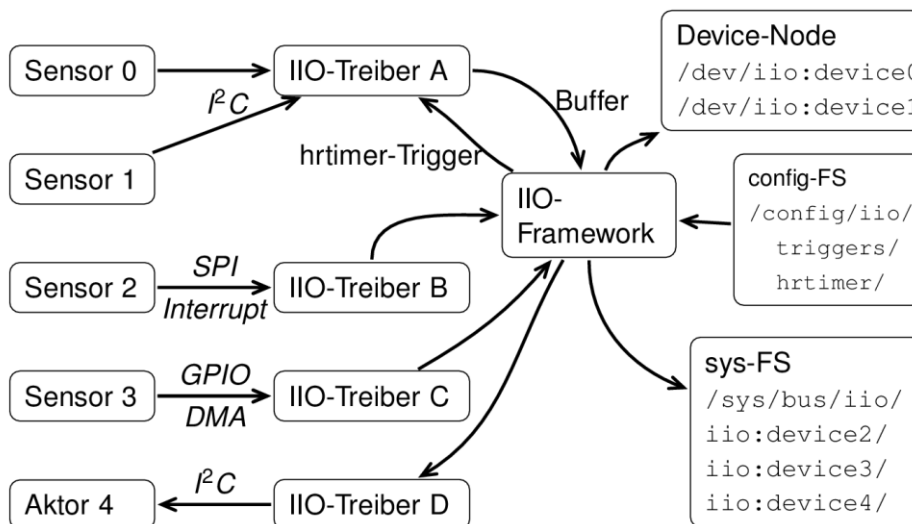 Sensor 0
IIO-Treiber A
I²C
Sensor 1
hrtimer-Trigger
Buffer
Device-Node
/dev/iio:device0
/dev/iio:device1
IIO-
Framework
config-FS
/config/iio/
triggers/
hrtimer/
Sensor 2
SPI
Interrupt
IIO-Treiber B
Sensor 3
GPIO
DMA
IIO-Treiber C
sys-FS
/sys/bus/iio/
iio:device2/
iio:device3/
iio:device4/
Aktor 4
I²C
IIO-Treiber D